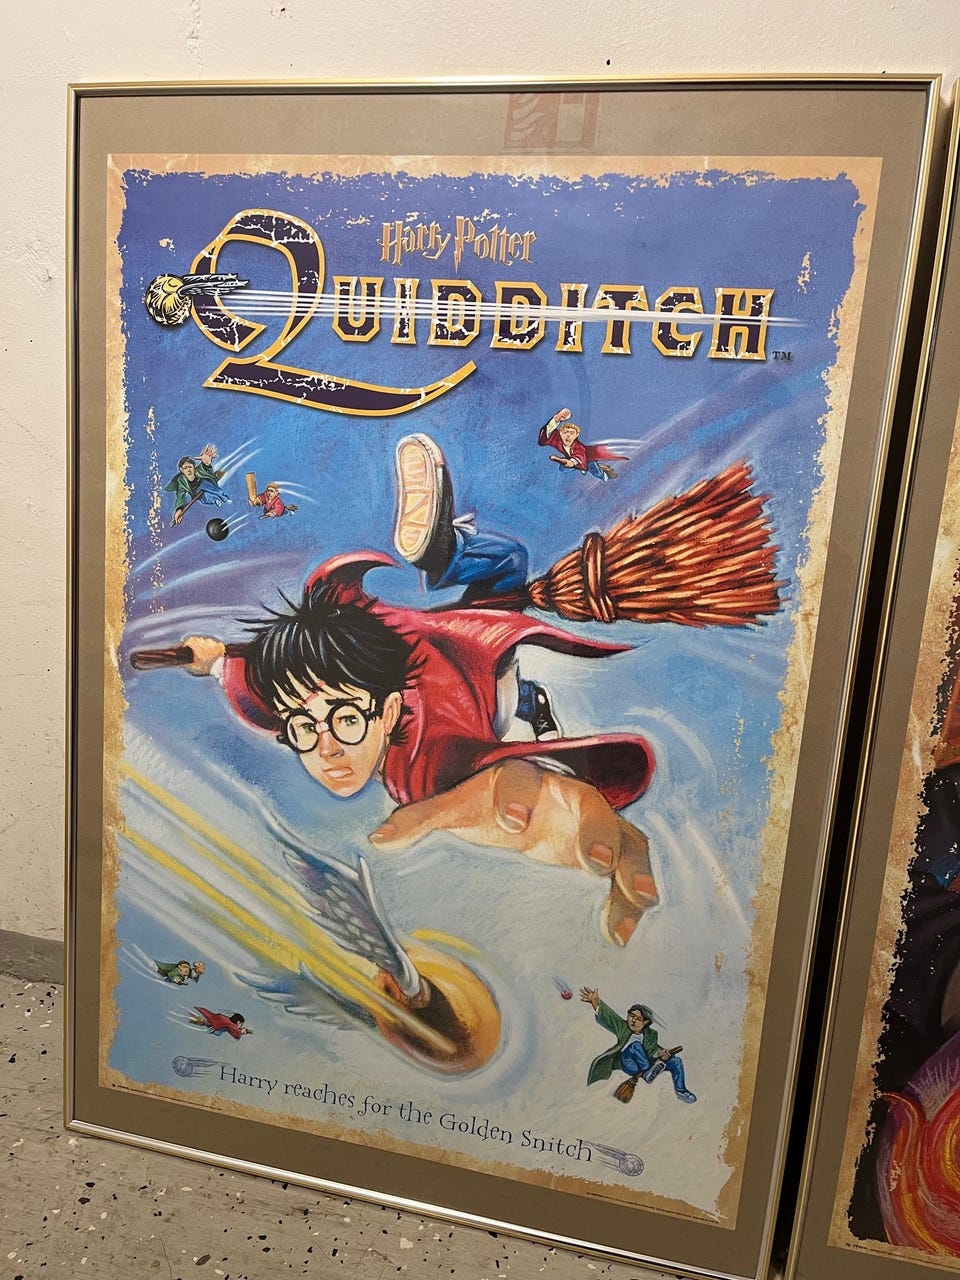 Harry Potter
QUIDDITCH
TM
Harry reaches for the Golden Snitch